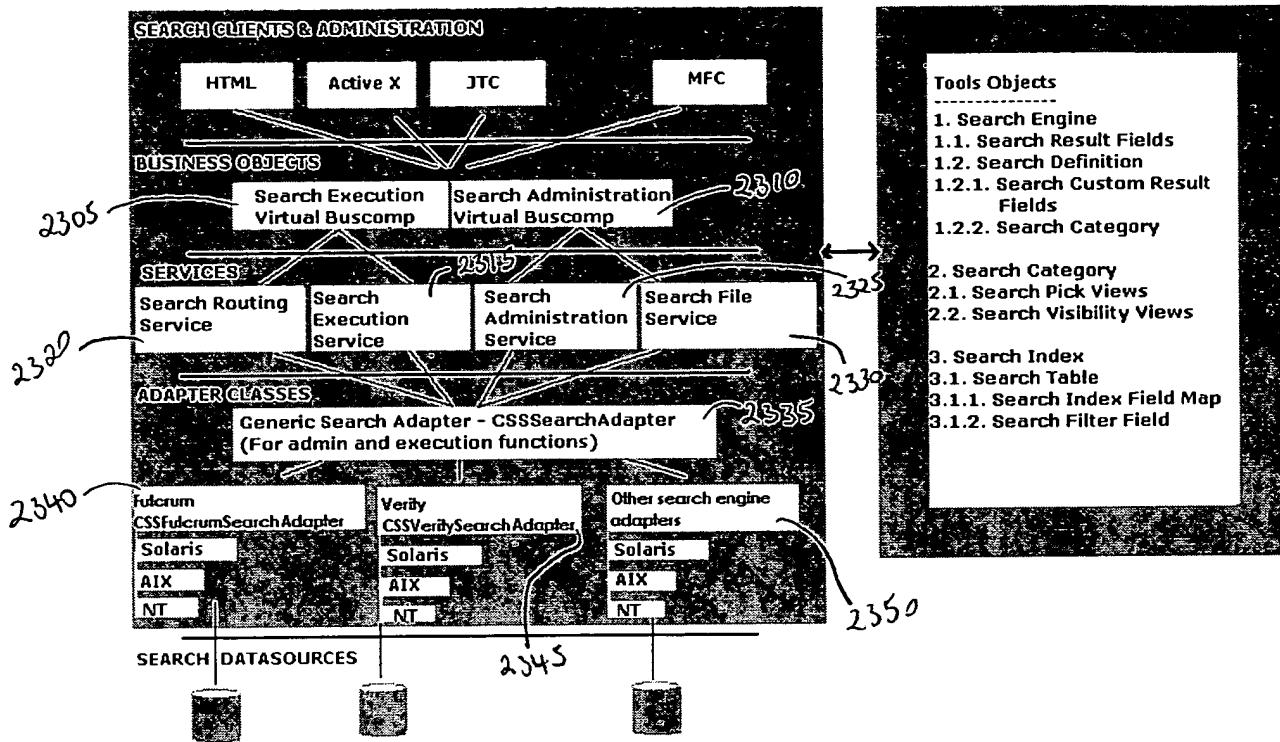 SEARCH CLIENTS & ADMINISTRATION
HTML
Active X
JTC
MFC
BUSINESS OBJECTS
Search Execution
Virtual Buscomp
Search Administration
Virtual Buscomp
2305
2310
SERVICES
2315
2325
Search Routing
Service
Search
Execution
Service
Search
Administration
Service
Search File
Service
2320
2330
ADAPTER CLASSES
Generic Search Adapter - CSSSearchAdapter
(For admin and execution functions)
2335
2340
Fulcrum
CSSFulcrumSearchAdapter
Solaris
AIX
NT
Verity
CSSVeritySearchAdapter
Solaris
AIX
NT
Other search engine
adapters
Solaris
AIX
NT
2345
2350
SEARCH DATASOURCES
Tools Objects
---------------
1. Search Engine
1.1. Search Result Fields
1.2. Search Definition
1.2.1. Search Custom Result
Fields
1.2.2. Search Category
2. Search Category
2.1. Search Pick Views
2.2. Search Visibility Views
3. Search Index
3.1. Search Table
3.1.1. Search Index Field Map
3.1.2. Search Filter Field